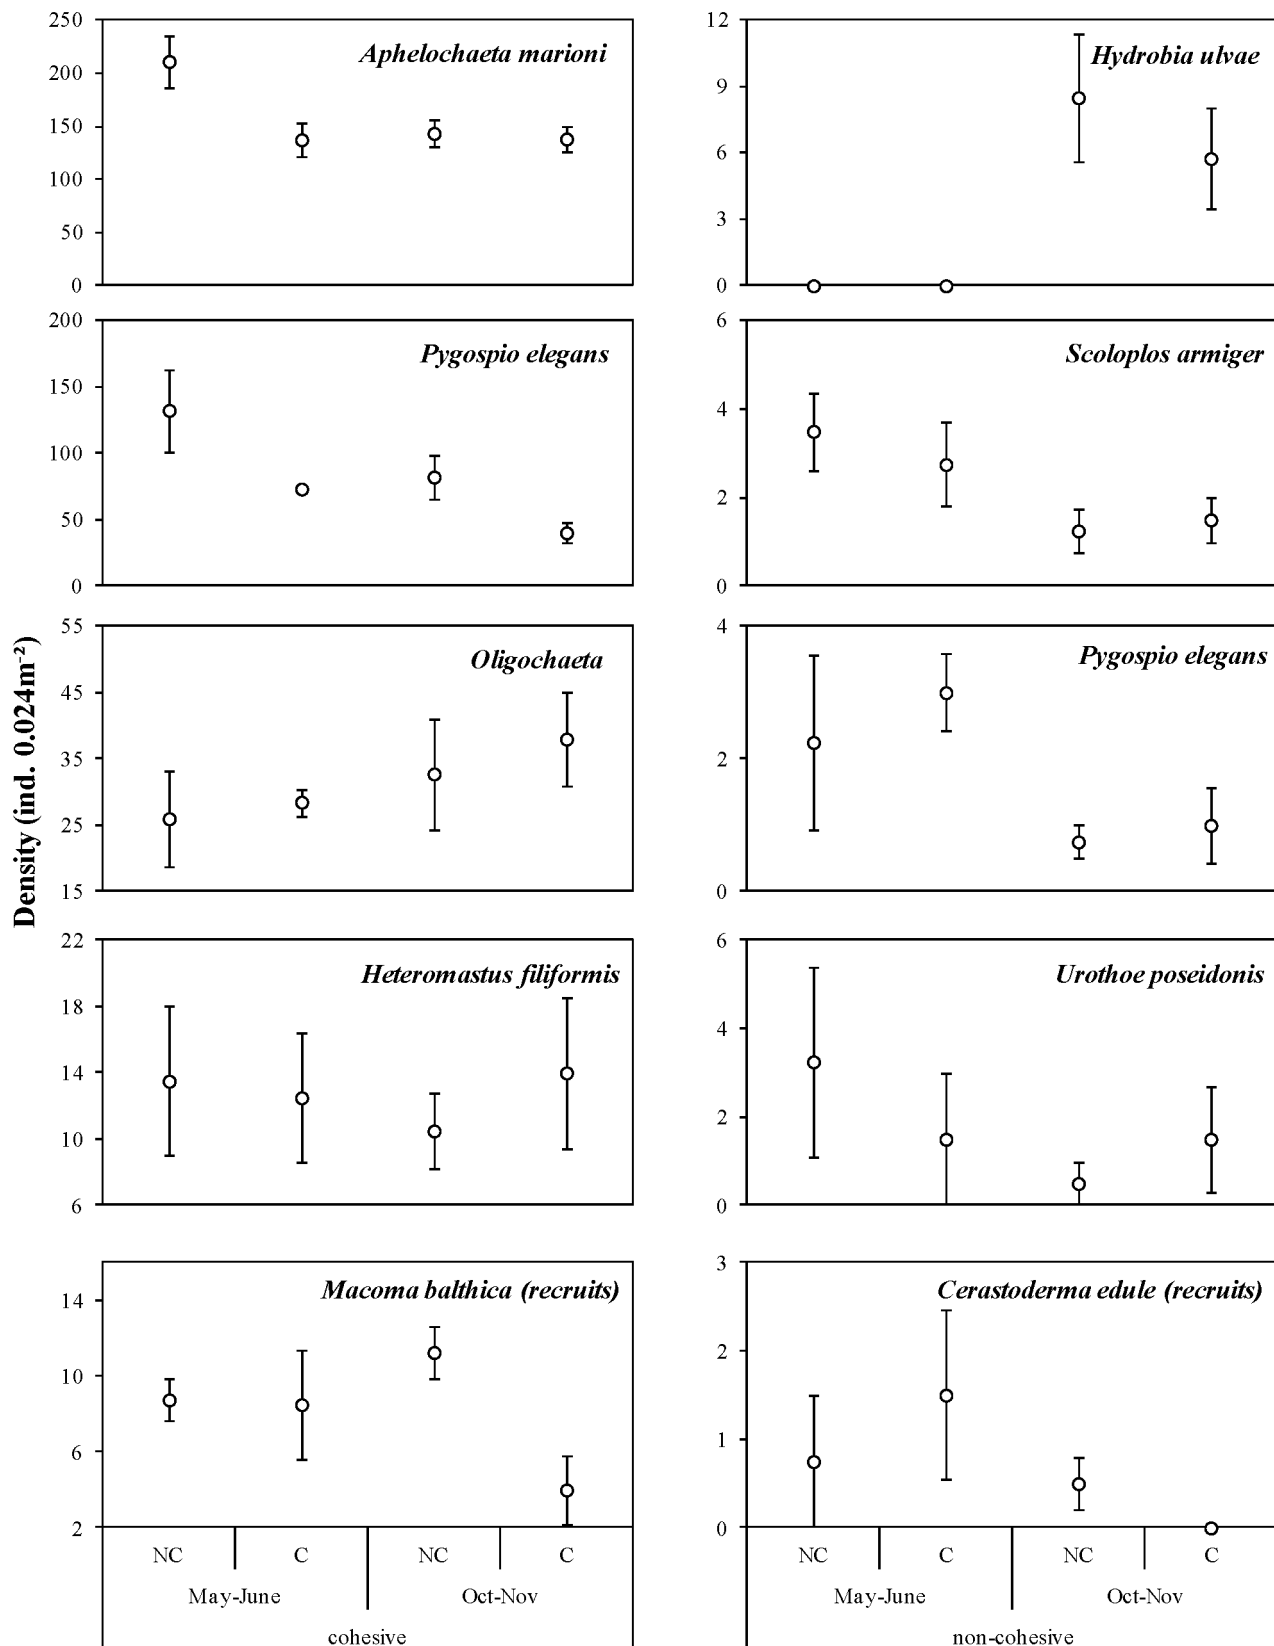 Density (ind. 0.024m⁻²)
Aphelochaeta marioni
250
200
150
100
50
0
Pygospio elegans
200
150
100
50
0
Oligochaeta
55
45
35
25
15
Heteromastus filiformis
22
18
14
10
6
Macoma balthica (recruits)
14
10
6
2
NC C NC C
May-June Oct-Nov
cohesive
Hydrobia ulvae
12
9
6
3
0
Scoloplos armiger
6
4
2
0
Pygospio elegans
4
2
0
Urothoe poseidonis
6
4
2
0
Cerastoderma edule (recruits)
3
2
1
0
NC C NC C
May-June Oct-Nov
non-cohesive